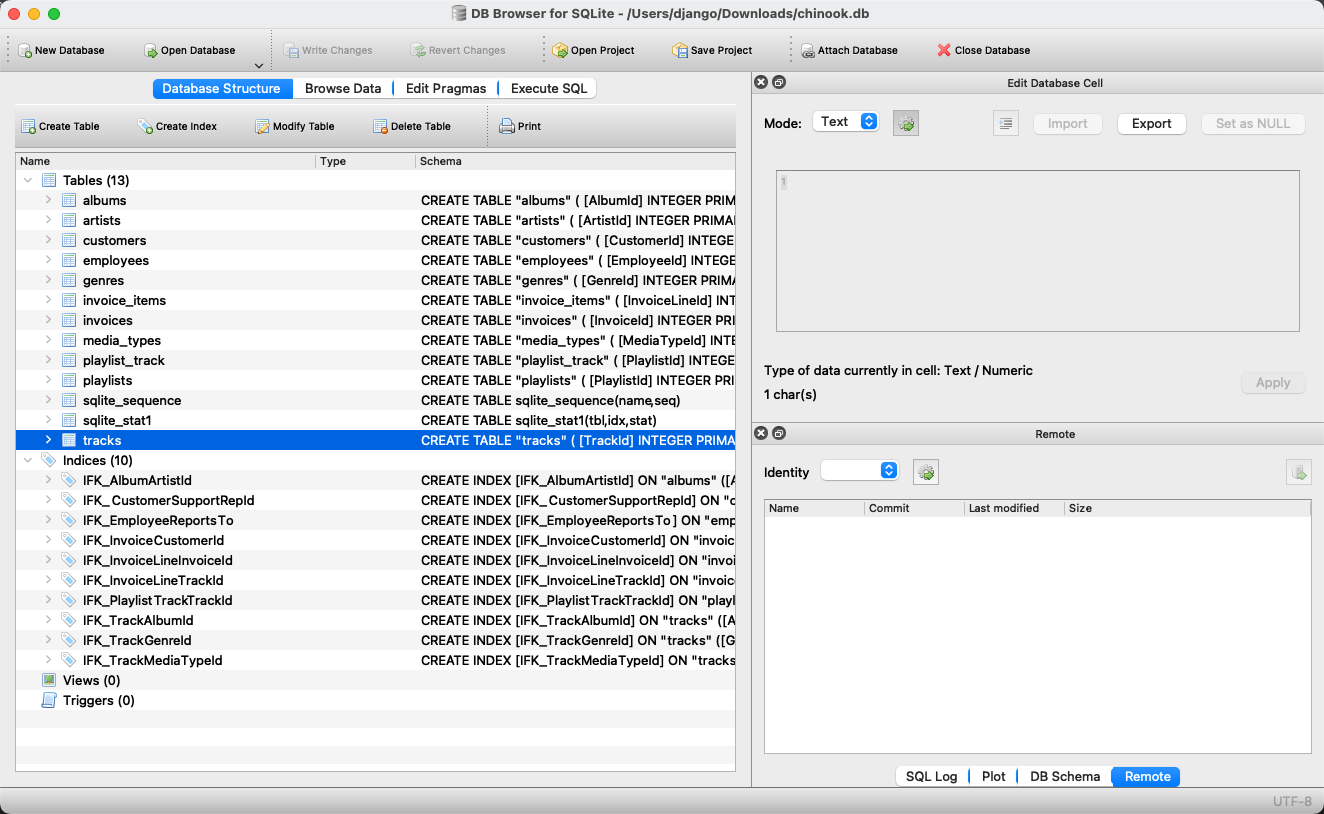 DB Browser for SQLite - /Users/django/Downloads/chinook.db
New Database Open Database Write Changes Revert Changes Open Project Save Project Attach Database Close Database
Database Structure Browse Data Edit Pragmas Execute SQL
Create Table Create Index Modify Table Delete Table Print
Name Type Schema
Tables (13)
albums CREATE TABLE "albums" ( [AlbumId] INTEGER PRIM
artists CREATE TABLE "artists" ( [ArtistId] INTEGER PRIMA
customers CREATE TABLE "customers" ( [CustomerId] INTEGE
employees CREATE TABLE "employees" ( [EmployeeId] INTEGE
genres CREATE TABLE "genres" ( [GenreId] INTEGER PRIMA
invoice_items CREATE TABLE "invoice_items" ( [InvoiceLineId] INT
invoices CREATE TABLE "invoices" ( [InvoiceId] INTEGER PRI
media_types CREATE TABLE "media_types" ( [MediaTypeId] INTE
playlist_track CREATE TABLE "playlist_track" ( [PlaylistId] INTEGE
playlists CREATE TABLE "playlists" ( [PlaylistId] INTEGER PRI
sqlite_sequence CREATE TABLE sqlite_sequence(name,seq)
sqlite_stat1 CREATE TABLE sqlite_stat1(tbl,idx,stat)
tracks CREATE TABLE "tracks" ( [TrackId] INTEGER PRIMA
Indices (10)
IFK_AlbumArtistId CREATE INDEX [IFK_AlbumArtistId] ON "albums" ([A
IFK_CustomerSupportRepId CREATE INDEX [IFK_CustomerSupportRepId] ON "c
IFK_EmployeeReportsTo CREATE INDEX [IFK_EmployeeReportsTo] ON "emp
IFK_InvoiceCustomerId CREATE INDEX [IFK_InvoiceCustomerId] ON "invoic
IFK_InvoiceLineInvoiceId CREATE INDEX [IFK_InvoiceLineInvoiceId] ON "invoi
IFK_InvoiceLineTrackId CREATE INDEX [IFK_InvoiceLineTrackId] ON "invoic
IFK_PlaylistTrackTrackId CREATE INDEX [IFK_PlaylistTrackTrackId] ON "playl
IFK_TrackAlbumId CREATE INDEX [IFK_TrackAlbumId] ON "tracks" ([A
IFK_TrackGenreId CREATE INDEX [IFK_TrackGenreId] ON "tracks" ([G
IFK_TrackMediaTypeId CREATE INDEX [IFK_TrackMediaTypeId] ON "tracks
Views (0)
Triggers (0)
Edit Database Cell
Mode: Text Import Export Set as NULL
1
Type of data currently in cell: Text / Numeric
1 char(s)
Apply
Remote
Identity
Name Commit Last modified Size
SQL Log Plot DB Schema Remote
UTF-8